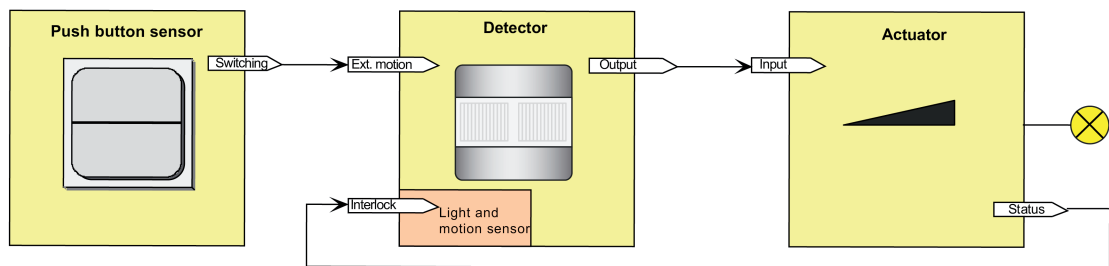 Push button sensor
Switching
Detector
Ext. motion
Output
Interlock
Light and
motion sensor
Actuator
Input
Status